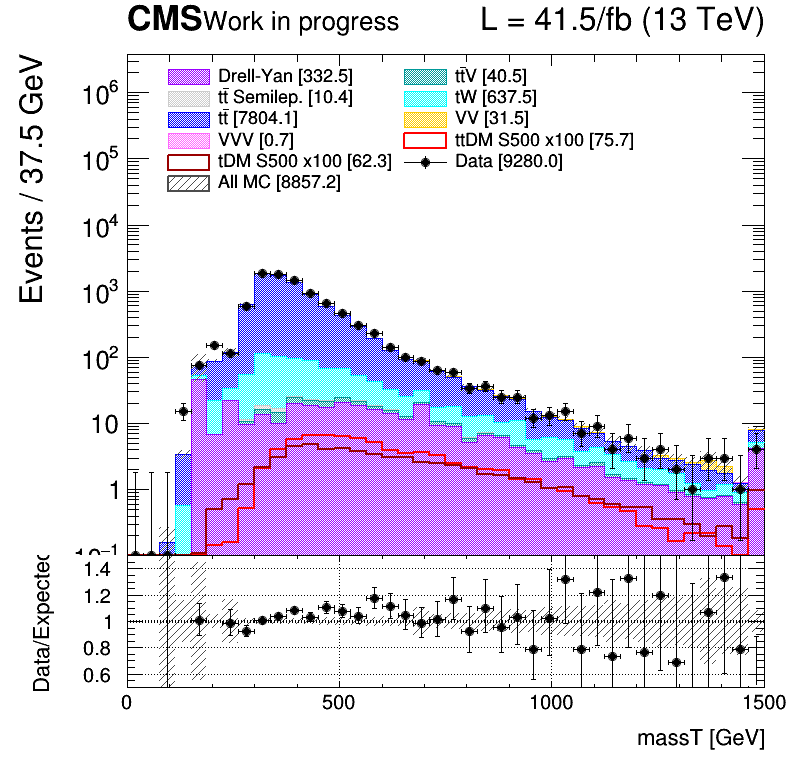 CMS Work in progress L = 41.5/fb (13 TeV)
Events / 37.5 GeV
Drell-Yan [332.5] tt̄V [40.5]
tt̄ Semilep. [10.4] tW [637.5]
tt̄ [7804.1] VV [31.5]
VVV [0.7] ttDM S500 x100 [75.7]
tDM S500 x100 [62.3] Data [9280.0]
All MC [8857.2]
10⁶
10⁵
10⁴
10³
10²
10
1
10⁻¹
Data/Expected
1.4
1.2
1
0.8
0.6
0 500 1000 1500
massT [GeV]